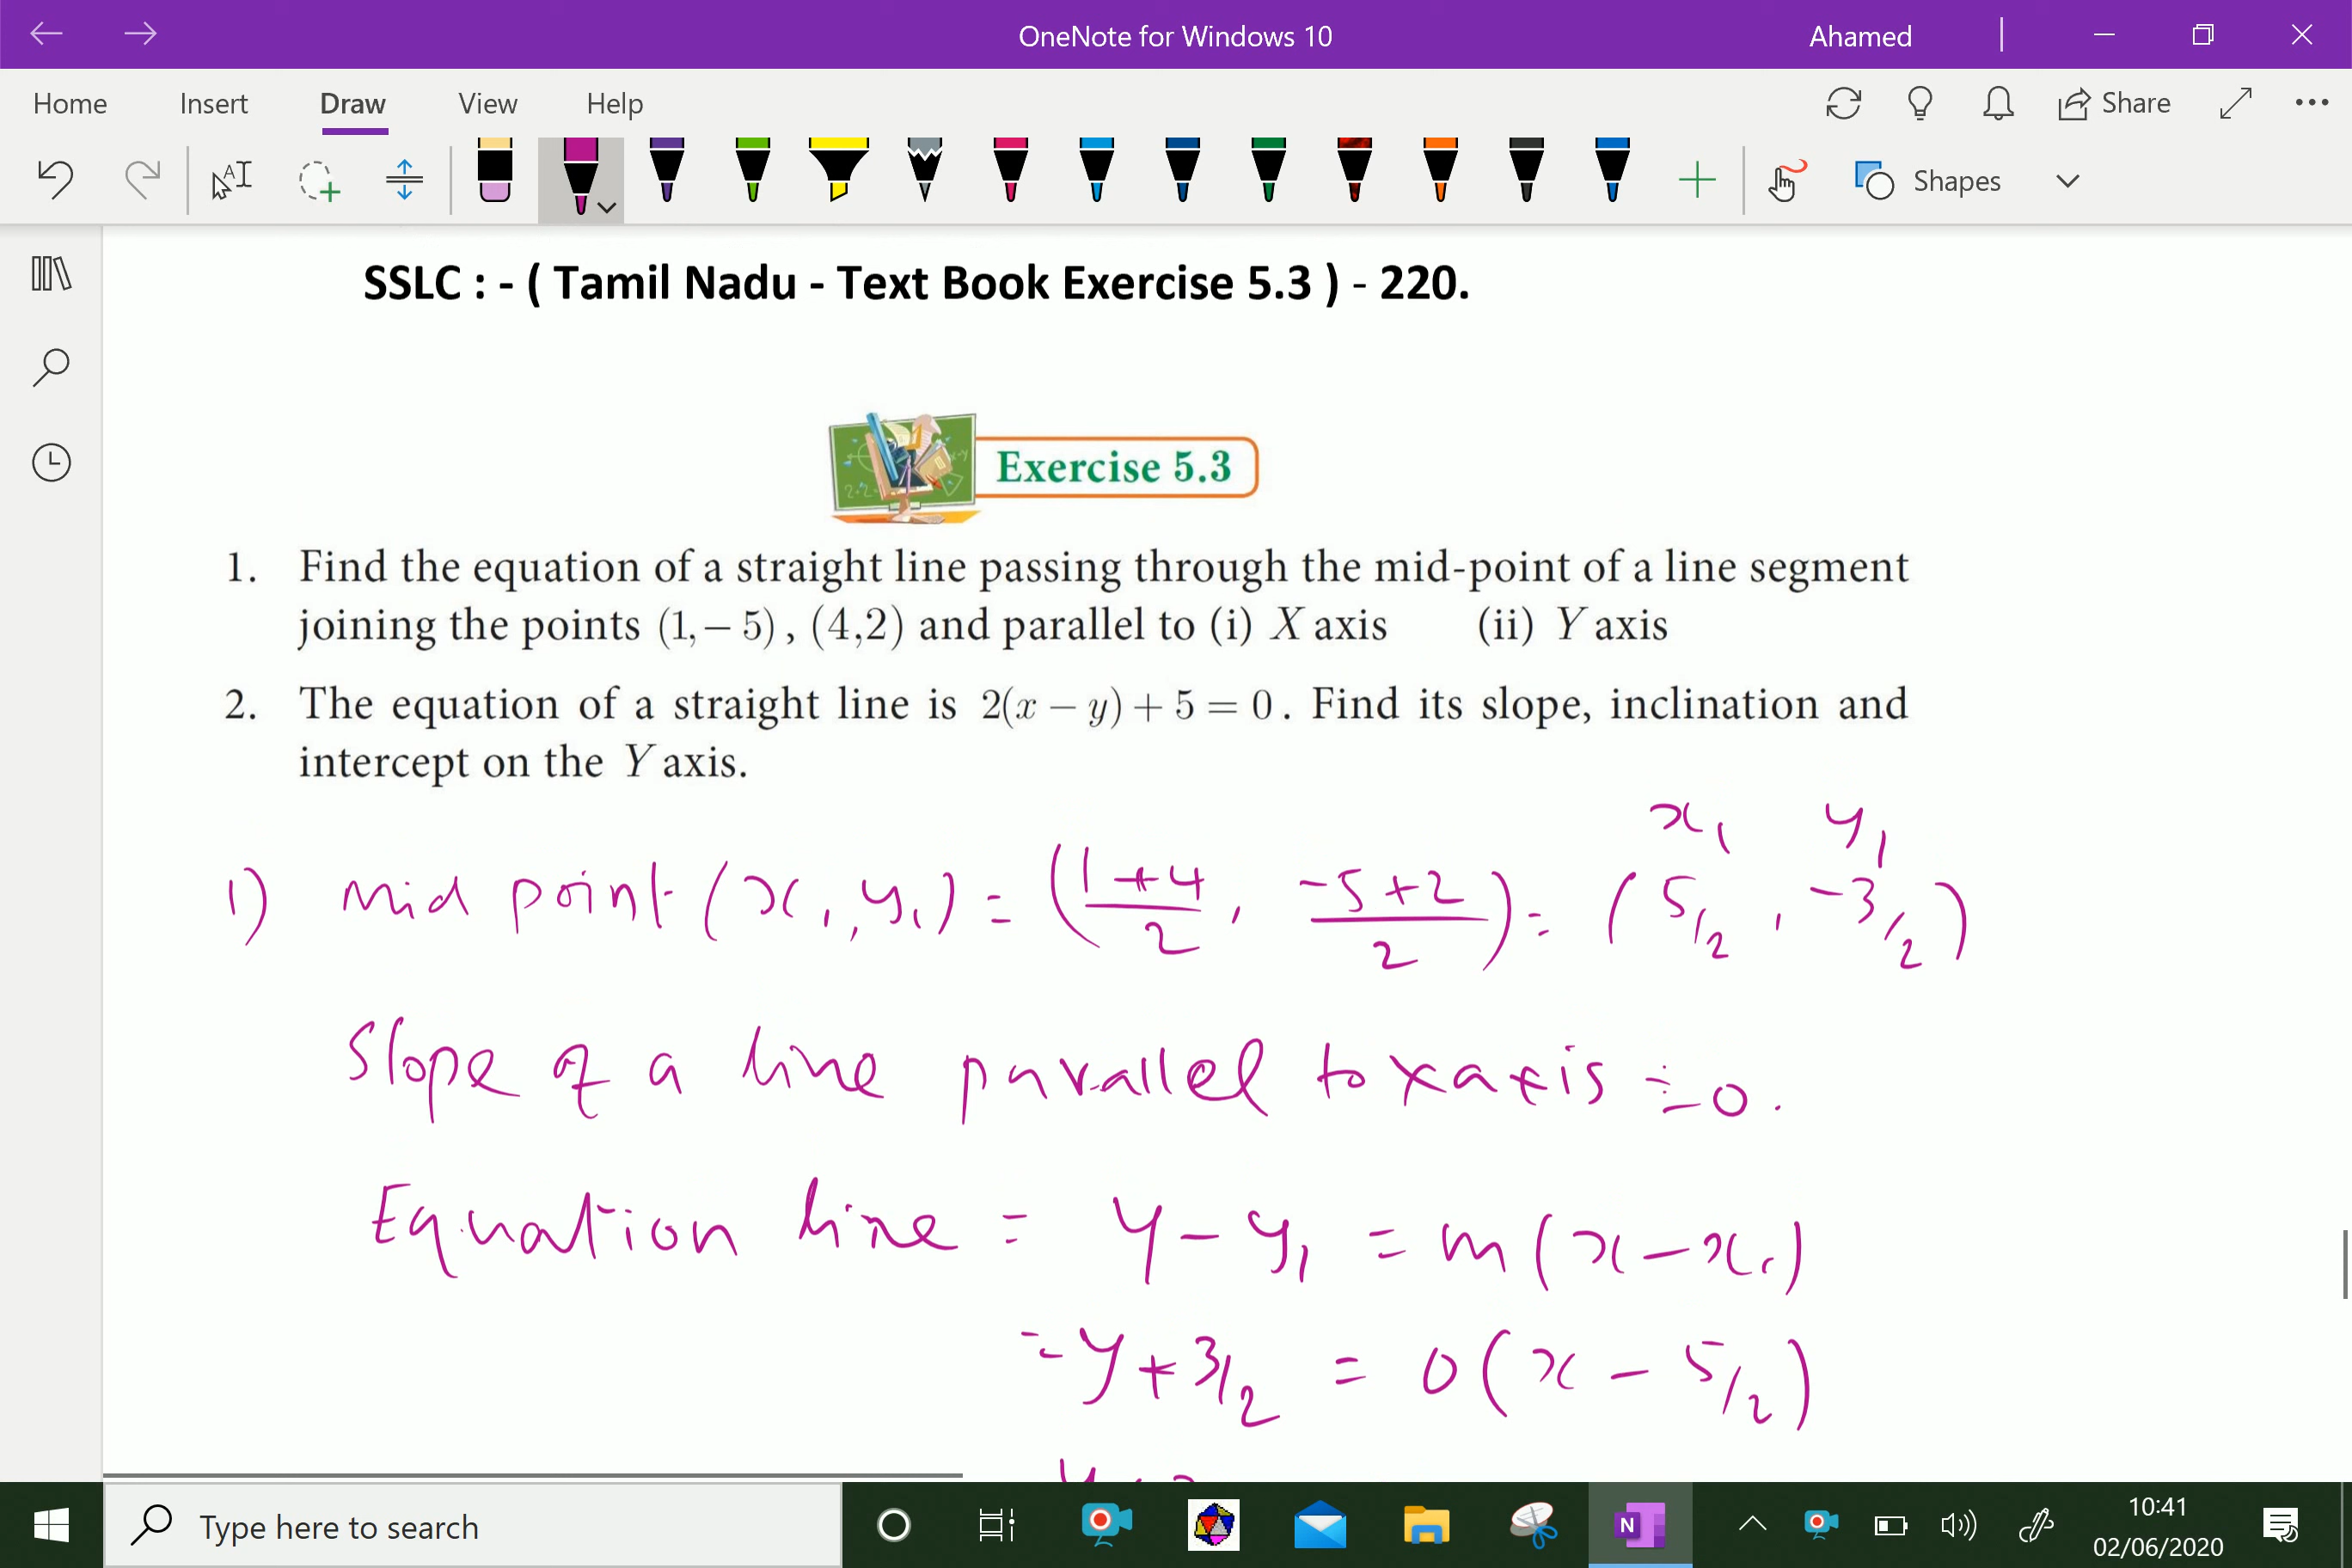 OneNote for Windows 10
Ahamed
Home Insert Draw View Help
Share
Shapes
SSLC : - ( Tamil Nadu - Text Book Exercise 5.3 ) - 220.
Exercise 5.3
1. Find the equation of a straight line passing through the mid-point of a line segment
joining the points (1,– 5), (4,2) and parallel to (i) X axis (ii) Y axis
2. The equation of a straight line is 2(x – y) + 5 = 0. Find its slope, inclination and
intercept on the Y axis.
x₁ y₁
1) Mid point (x₁, y₁) = (1+4/2, -5+2/2) = (5/2, -3/2)
Slope of a line parallel to x axis = 0.
Equation line = y - y₁ = m(x - x₁)
= y + 3/2 = 0(x - 5/2)
Type here to search
N
10:41
02/06/2020